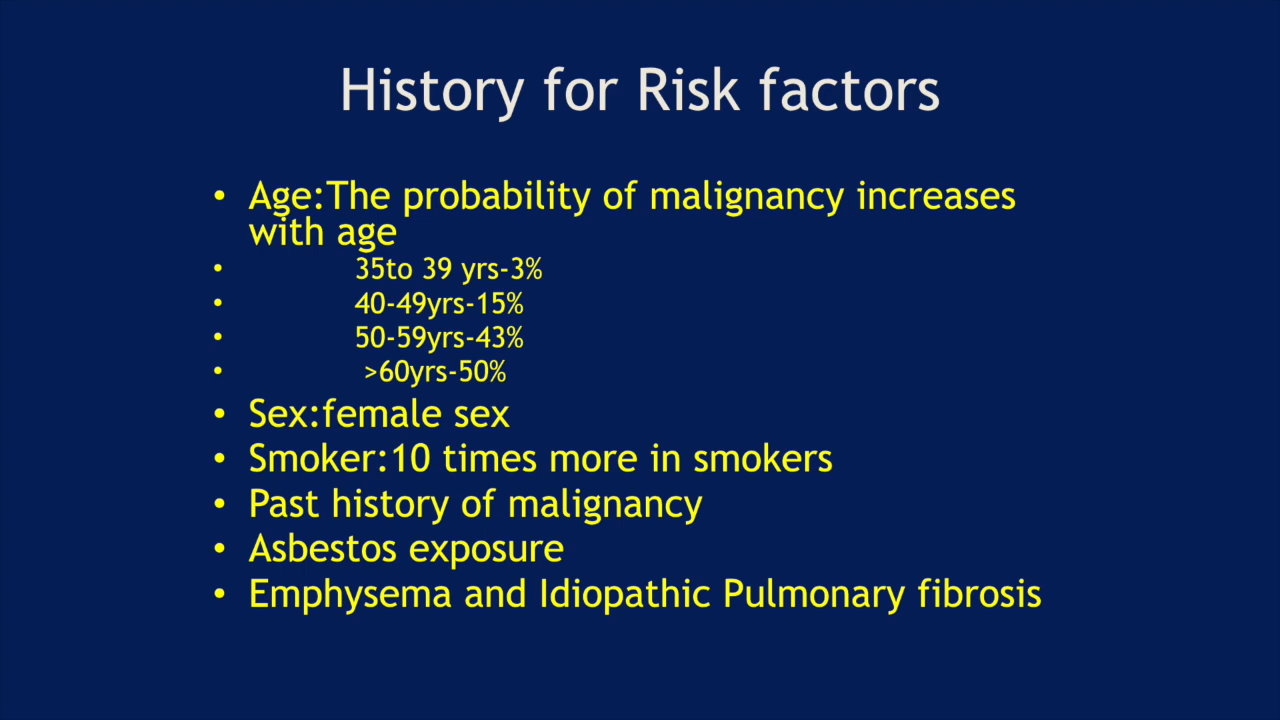 History for Risk factors
• Age:The probability of malignancy increases
with age
• 35to 39 yrs-3%
• 40-49yrs-15%
• 50-59yrs-43%
• >60yrs-50%
• Sex:female sex
• Smoker:10 times more in smokers
• Past history of malignancy
• Asbestos exposure
• Emphysema and Idiopathic Pulmonary fibrosis